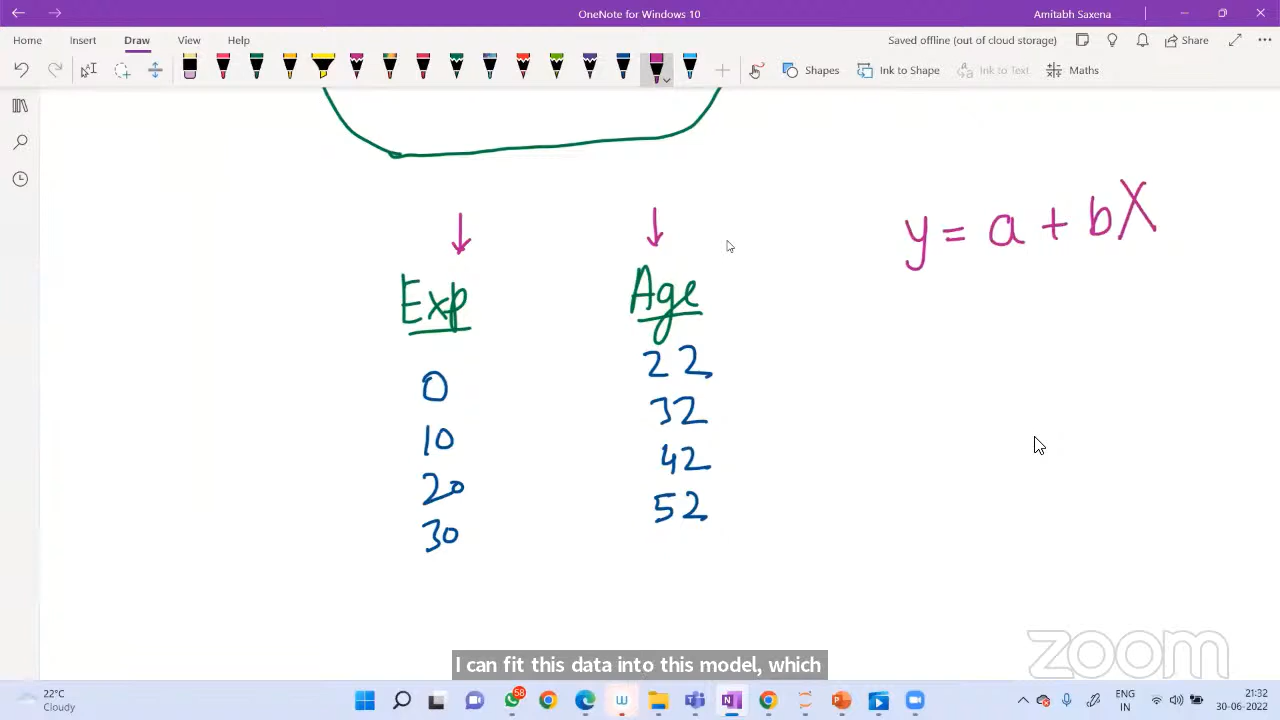 OneNote for Windows 10
Amitabh Saxena
Home Insert Draw View Help
Saved offline (out of cloud storage)
Share
Shapes
Ink to Shape
Ink to Text
Maths
y = a + bX
Exp Age
0 22
10 32
20 42
30 52
zoom
I can fit this data into this model, which
22°C
Cloudy
58
ENG
IN
21:32
30-06-2022